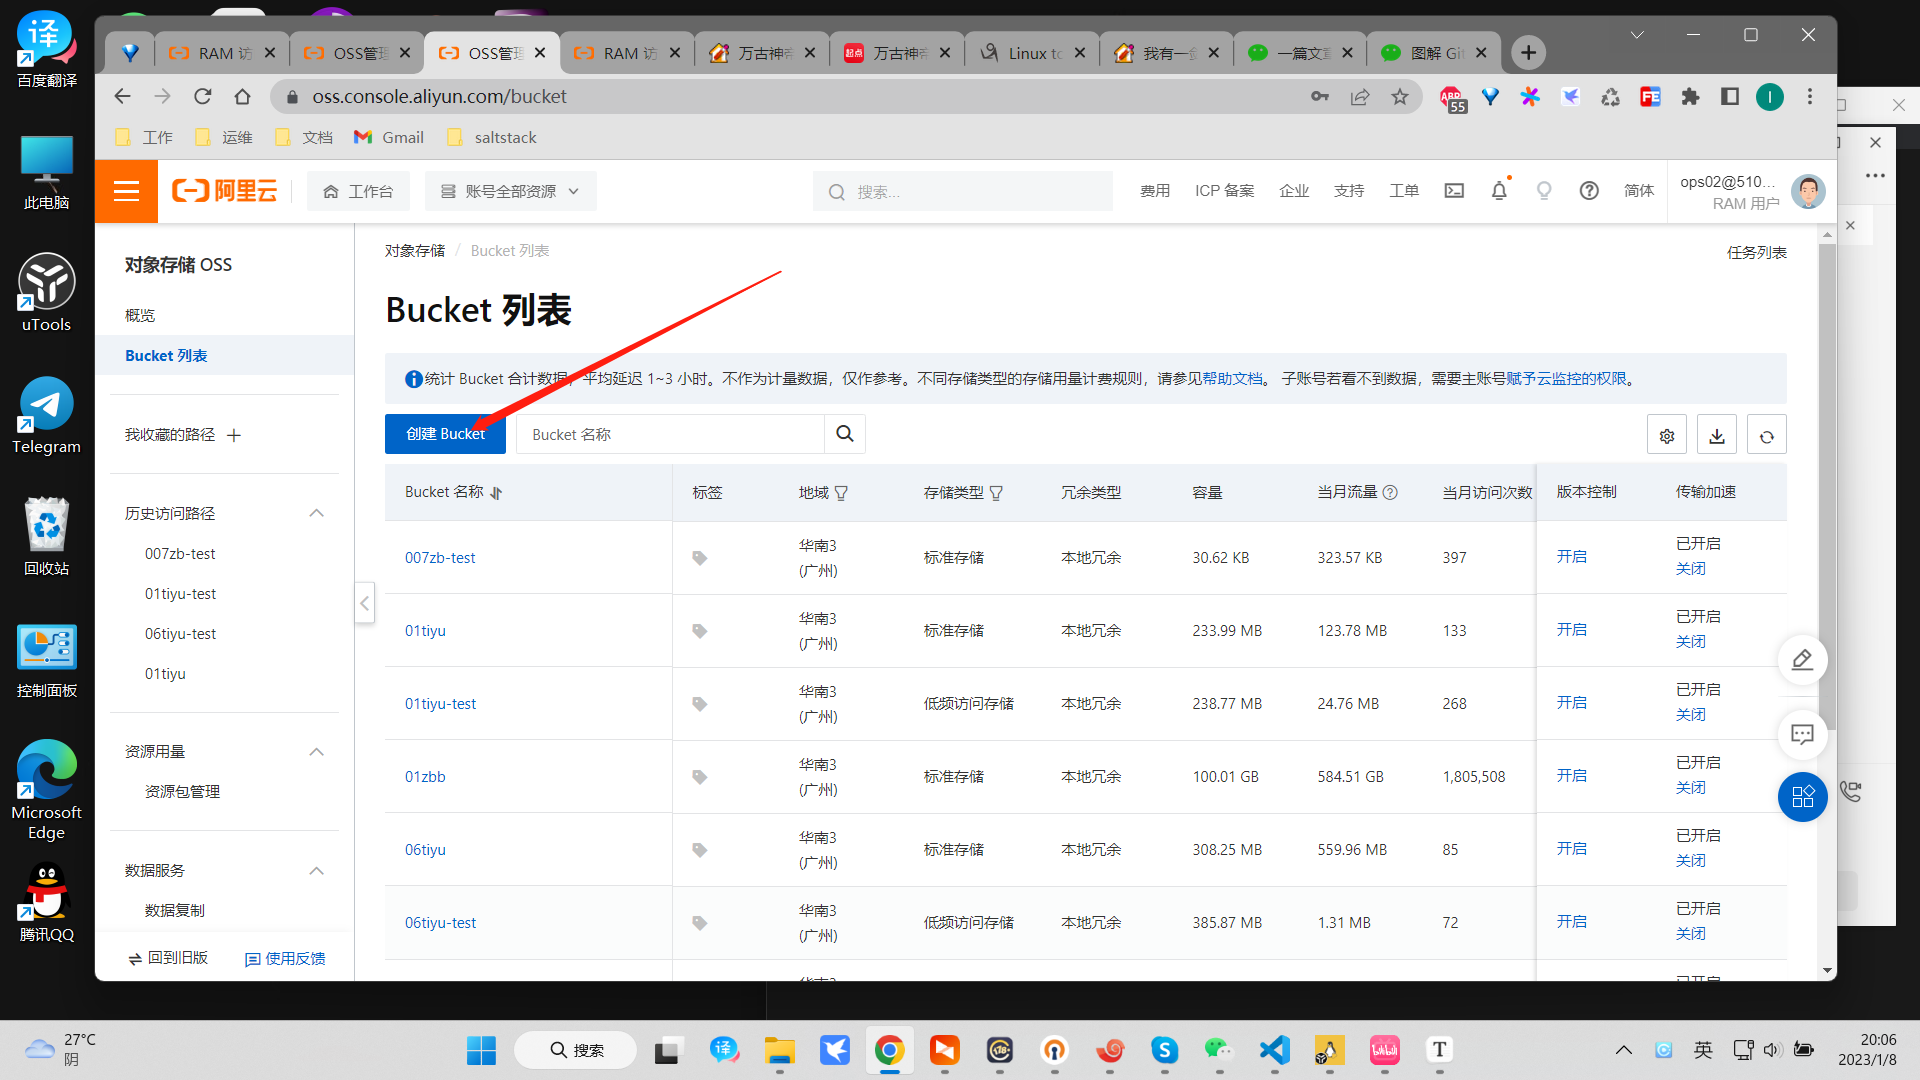 百度翻译
此电脑
uTools
Telegram
回收站
控制面板
Microsoft
Edge
腾讯QQ
RAM 访
OSS管理
OSS管理
RAM 访
万古神帝
万古神帝
Linux to
我有一剑
一篇文章
图解 Git
oss.console.aliyun.com/bucket
ABP
55
FE
I
工作
运维
文档
Gmail
saltstack
阿里云
工作台
账号全部资源
搜索...
费用
ICP 备案
企业
支持
工单
简体
ops02@510...
RAM 用户
对象存储 OSS
概览
Bucket 列表
我收藏的路径
历史访问路径
007zb-test
01tiyu-test
06tiyu-test
01tiyu
资源用量
资源包管理
数据服务
数据复制
回到旧版
使用反馈
对象存储 / Bucket 列表
任务列表
Bucket 列表
统计 Bucket 合计数据，平均延迟 1~3 小时。不作为计量数据，仅作参考。不同存储类型的存储用量计费规则，请参见帮助文档。 子账号若看不到数据，需要主账号赋予云监控的权限。
创建 Bucket
Bucket 名称
Bucket 名称 标签 地域 存储类型 冗余类型 容量 当月流量 当月访问次数 版本控制 传输加速
007zb-test 华南3 (广州) 标准存储 本地冗余 30.62 KB 323.57 KB 397 开启 已开启 关闭
01tiyu 华南3 (广州) 标准存储 本地冗余 233.99 MB 123.78 MB 133 开启 已开启 关闭
01tiyu-test 华南3 (广州) 低频访问存储 本地冗余 238.77 MB 24.76 MB 268 开启 已开启 关闭
01zbb 华南3 (广州) 标准存储 本地冗余 100.01 GB 584.51 GB 1,805,508 开启 已开启 关闭
06tiyu 华南3 (广州) 标准存储 本地冗余 308.25 MB 559.96 MB 85 开启 已开启 关闭
06tiyu-test 华南3 (广州) 低频访问存储 本地冗余 385.87 MB 1.31 MB 72 开启 已开启 关闭
27°C
阴
搜索
英
20:06
2023/1/8